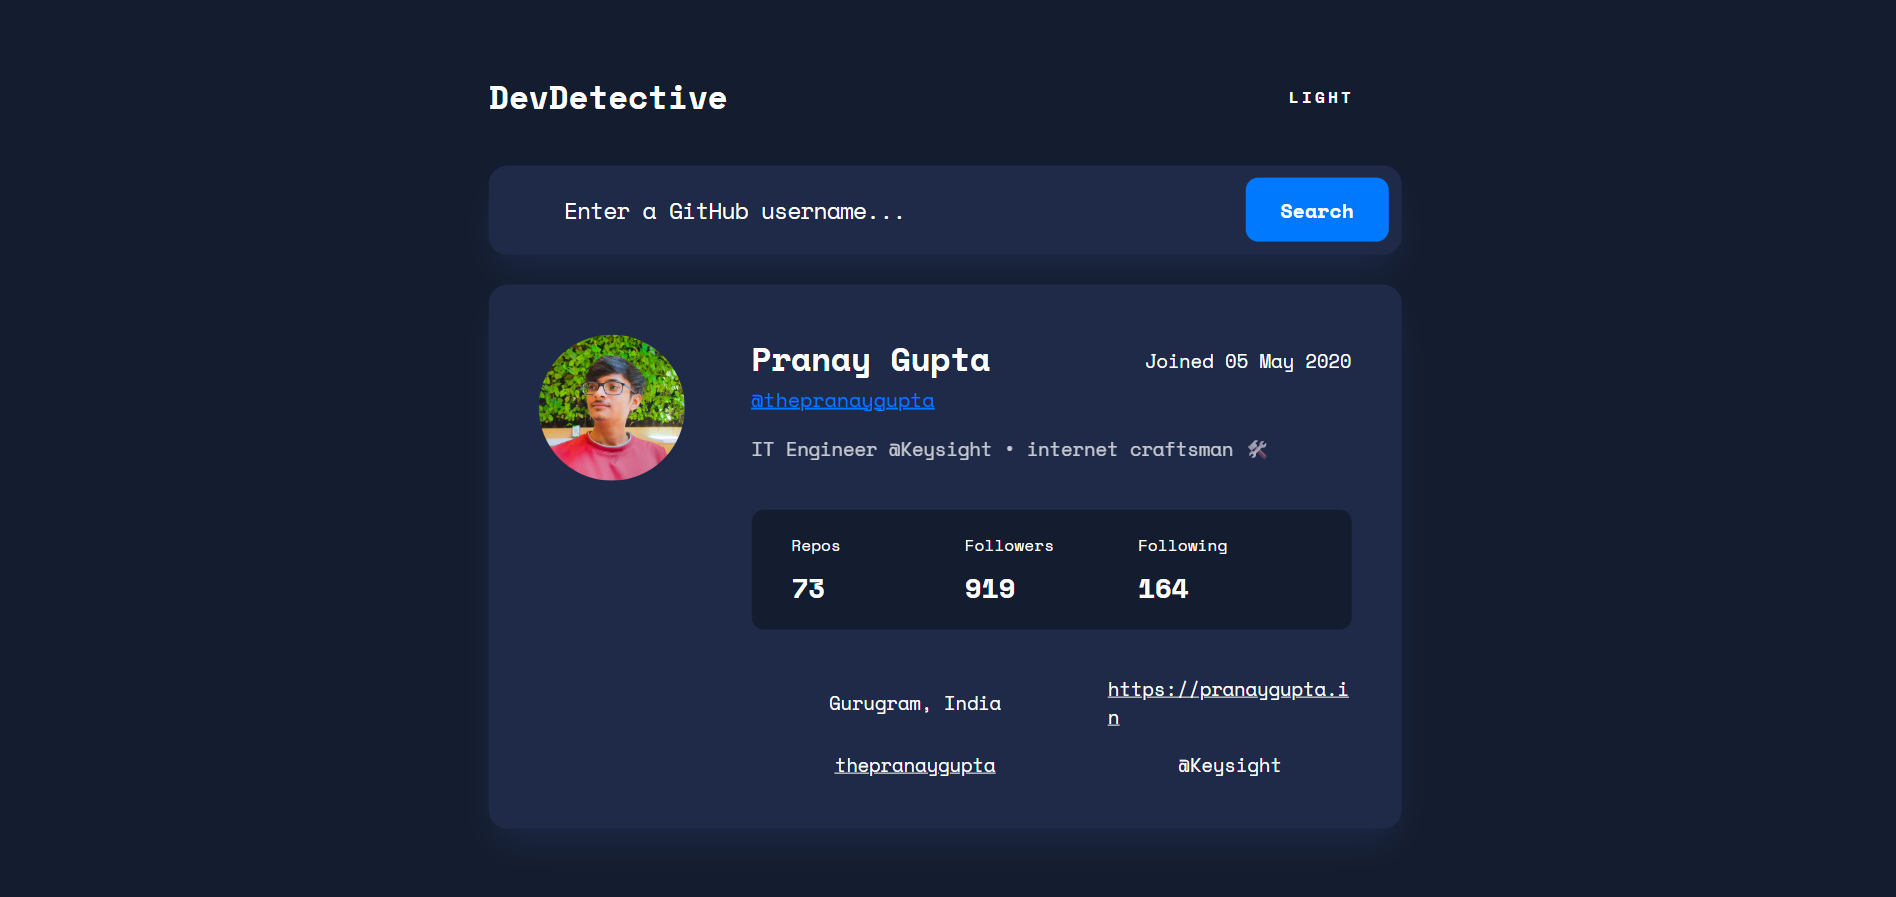 DevDetective
LIGHT
Enter a GitHub username...
Search
Pranay Gupta
Joined 05 May 2020
@thepranaygupta
IT Engineer @Keysight • internet craftsman 🛠
Repos Followers Following
73 919 164
Gurugram, India
https://pranaygupta.i
n
thepranaygupta
@Keysight